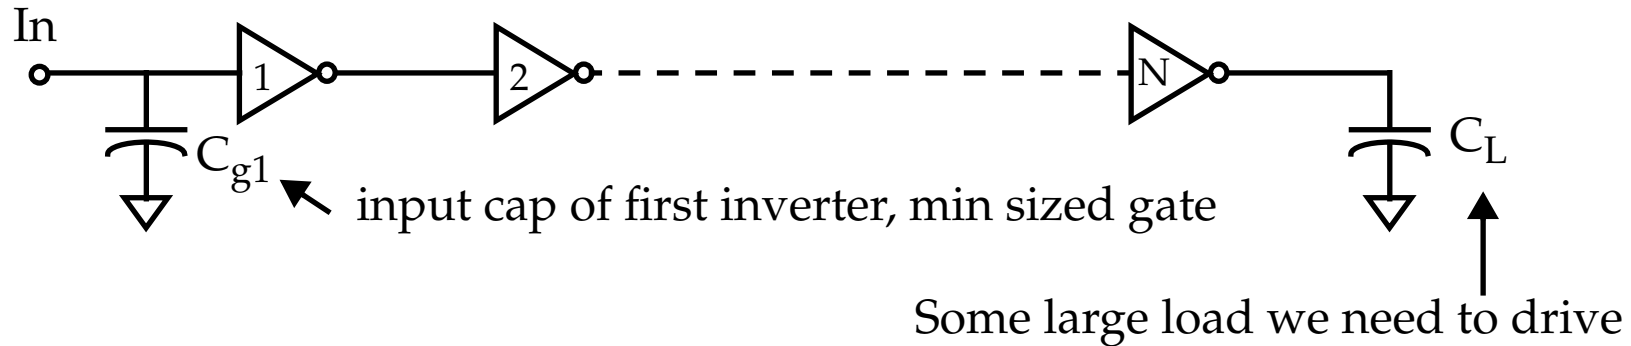 In
1
2
N
C_g1
C_L
input cap of first inverter, min sized gate
Some large load we need to drive